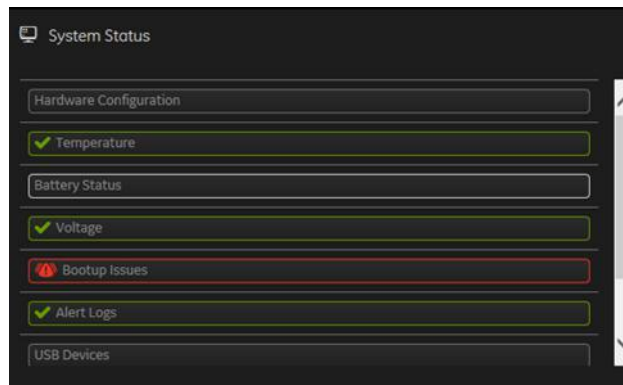 System Status
Hardware Configuration
Temperature
Battery Status
Voltage
Bootup Issues
Alert Logs
USB Devices